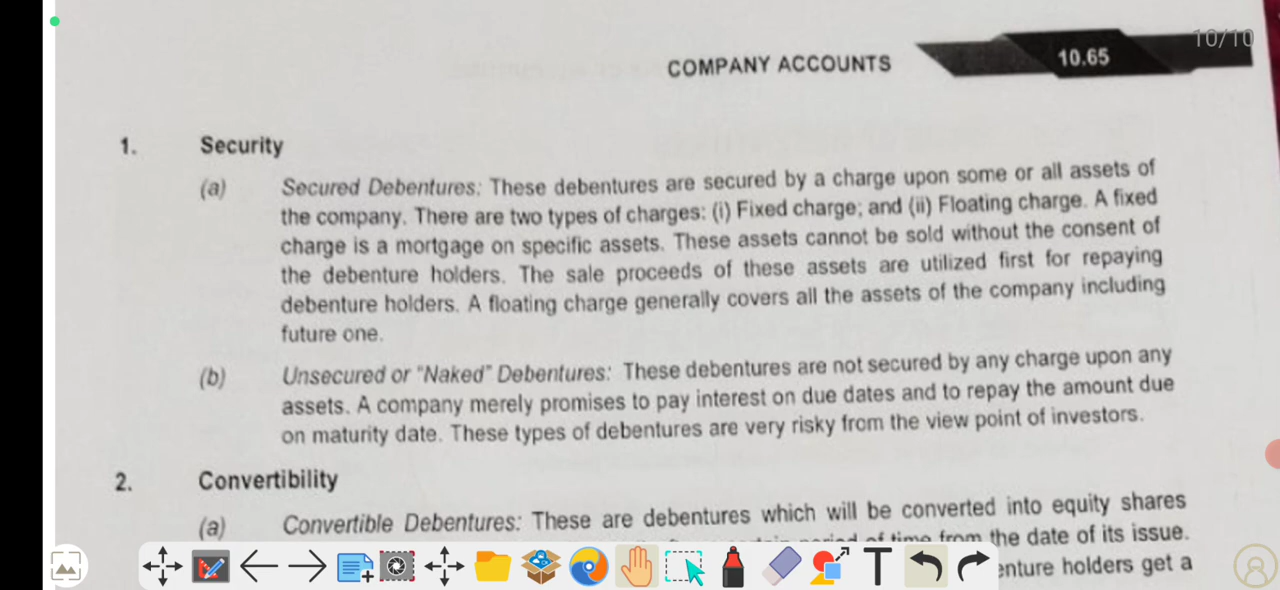 10/10
COMPANY ACCOUNTS 10.65
1. Security
(a) Secured Debentures: These debentures are secured by a charge upon some or all assets of
the company. There are two types of charges: (i) Fixed charge; and (ii) Floating charge. A fixed
charge is a mortgage on specific assets. These assets cannot be sold without the consent of
the debenture holders. The sale proceeds of these assets are utilized first for repaying
debenture holders. A floating charge generally covers all the assets of the company including
future one.
(b) Unsecured or "Naked" Debentures: These debentures are not secured by any charge upon any
assets. A company merely promises to pay interest on due dates and to repay the amount due
on maturity date. These types of debentures are very risky from the view point of investors.
2. Convertibility
(a) Convertible Debentures: These are debentures which will be converted into equity shares
period of time from the date of its issue.
enture holders get a
T